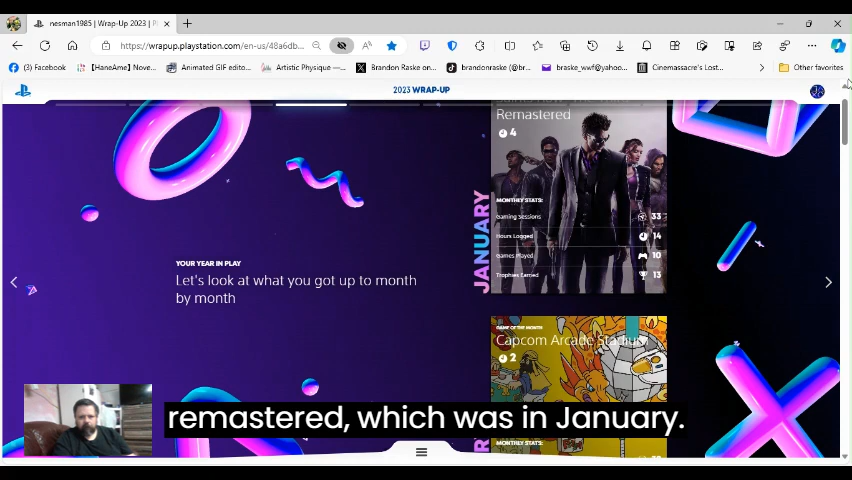 nesman1985 | Wrap-Up 2023 | Pl
https://wrapup.playstation.com/en-us/48a6db...
(3) Facebook
【HaneAme】Nove...
Animated GIF edito...
Artistic Physique —...
Brandon Raske on...
brandonraske (@br...
braske_wwf@yahoo...
Cinemassacre's Lost...
Other favorites
2023 WRAP-UP
Remastered
4
JANUARY
MONTHLY STATS:
Gaming Sessions 33
Hours Logged 14
Games Played 10
Trophies Earned 13
YOUR YEAR IN PLAY
Let's look at what you got up to month
by month
GAME OF THE MONTH:
Capcom Arcade Stadium
2
MONTHLY STATS:
remastered, which was in January.